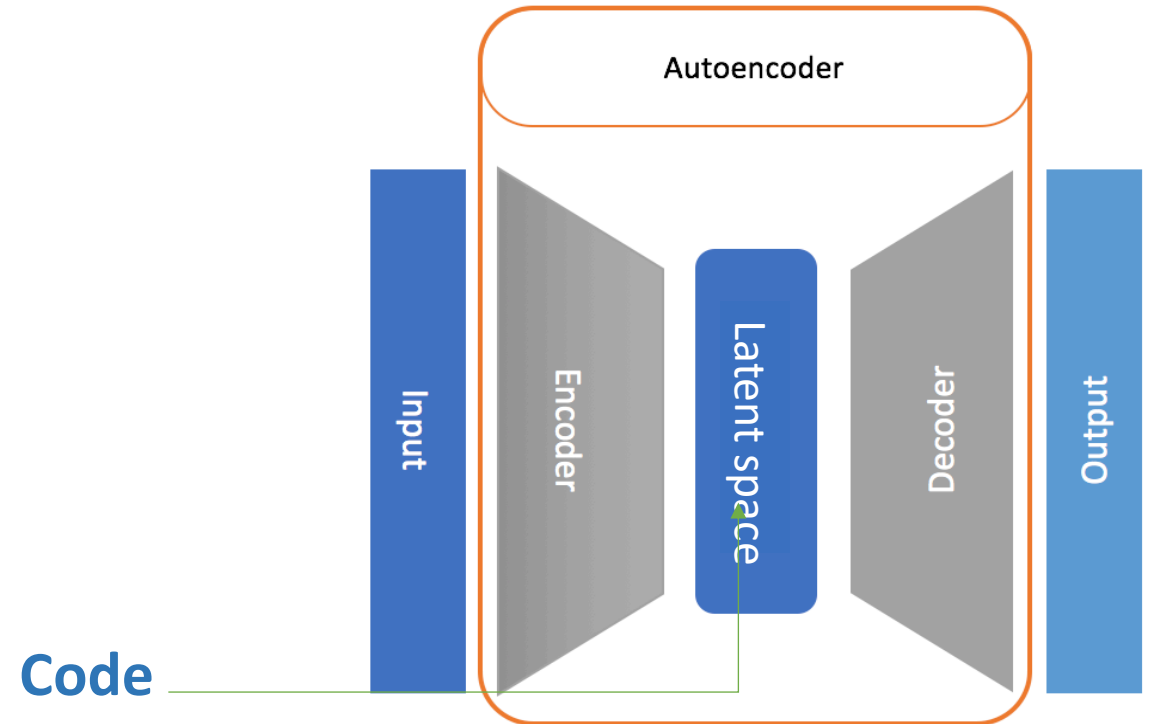 Autoencoder
Input
Encoder
Latent space
Decoder
Output
Code